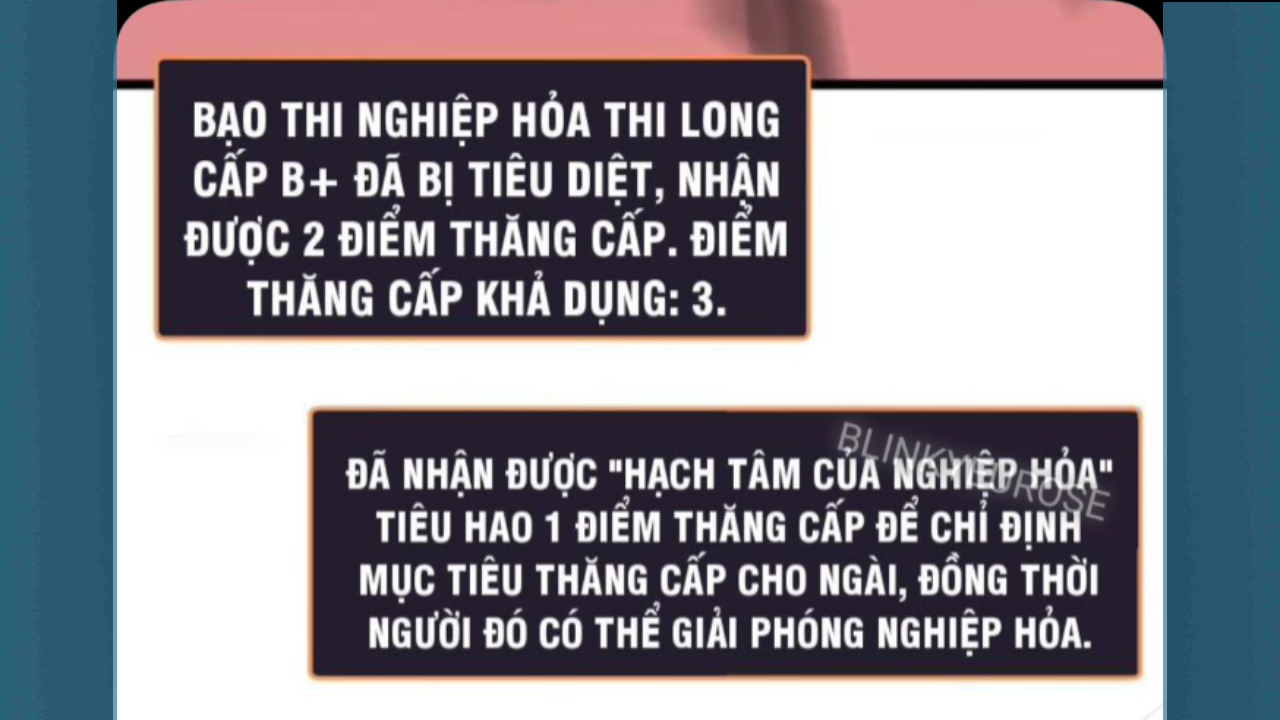 BẠO THI NGHIỆP HỎA THI LONG
CẤP B+ ĐÃ BỊ TIÊU DIỆT, NHẬN
ĐƯỢC 2 ĐIỂM THĂNG CẤP. ĐIỂM
THĂNG CẤP KHẢ DỤNG: 3.
ĐÃ NHẬN ĐƯỢC "HẠCH TÂM CỦA NGHIỆP HỎA"
TIÊU HAO 1 ĐIỂM THĂNG CẤP ĐỂ CHỈ ĐỊNH
MỤC TIÊU THĂNG CẤP CHO NGÀI, ĐỒNG THỜI
NGƯỜI ĐÓ CÓ THỂ GIẢI PHÓNG NGHIỆP HỎA.